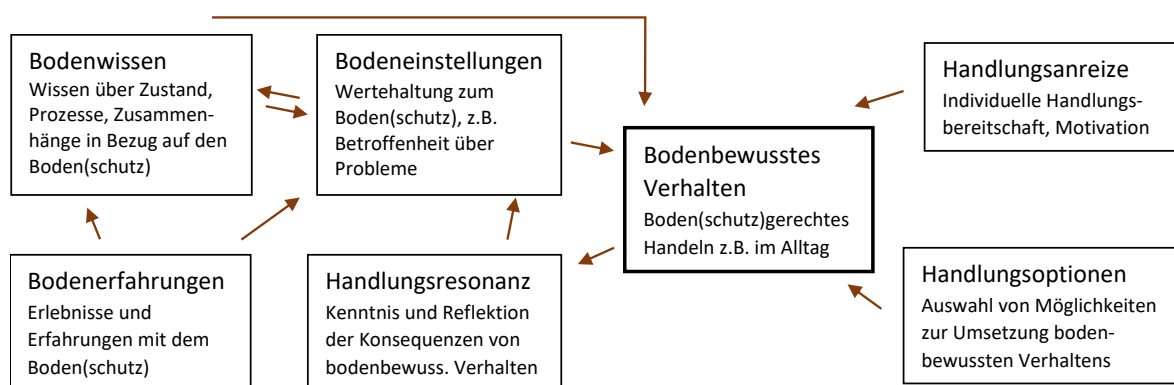 Bodenwissen
Wissen über Zustand,
Prozesse, Zusammen-
hänge in Bezug auf den
Boden(schutz)
Bodeneinstellungen
Wertehaltung zum
Boden(schutz), z.B.
Betroffenheit über
Probleme
Bodenbewusstes
Verhalten
Boden(schutz)gerechtes
Handeln z.B. im Alltag
Handlungsanreize
Individuelle Handlungs-
bereitschaft, Motivation
Bodenerfahrungen
Erlebnisse und
Erfahrungen mit dem
Boden(schutz)
Handlungsresonanz
Kenntnis und Reflektion
der Konsequenzen von
bodenbewuss. Verhalten
Handlungsoptionen
Auswahl von Möglichkeiten
zur Umsetzung boden-
bewussten Verhaltens